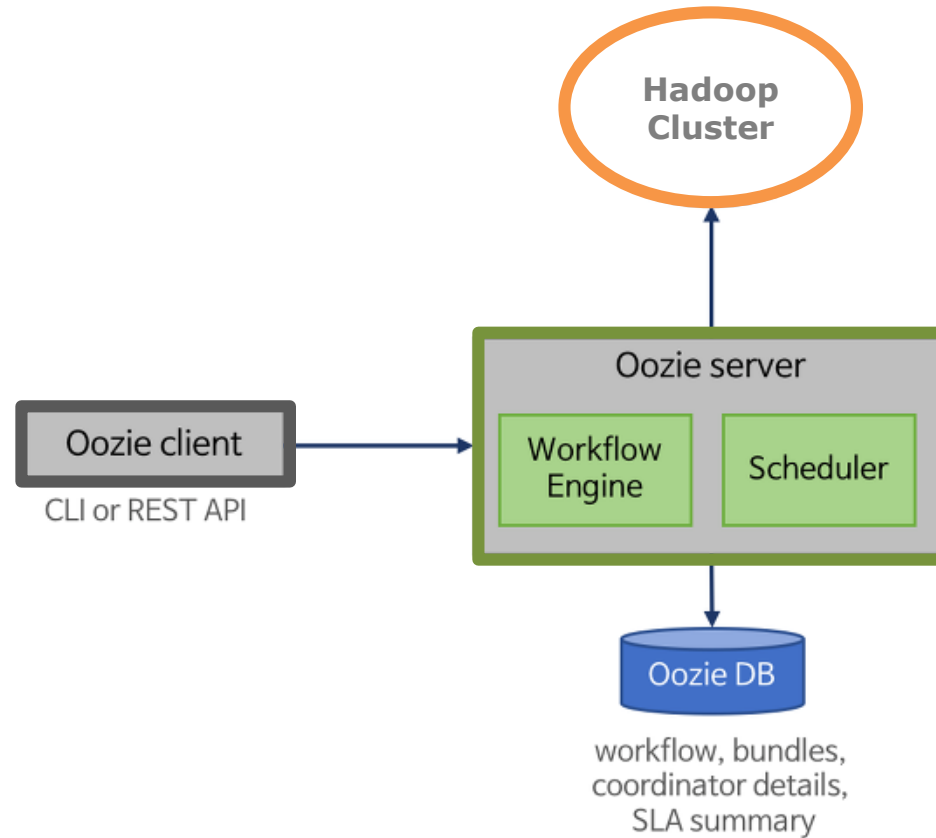 Hadoop
Cluster
Oozie server
Oozie client
Workflow
Engine
Scheduler
CLI or REST API
Oozie DB
workflow, bundles,
coordinator details,
SLA summary